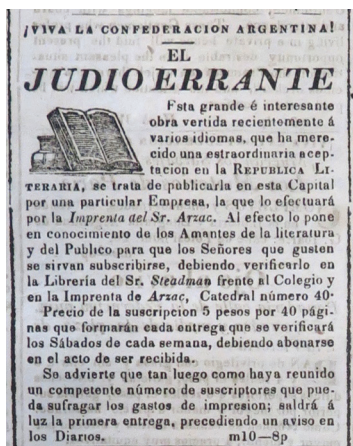 ¡VIVA LA CONFEDERACION ARGENTINA!
EL
JUDIO ERRANTE
Esta grande é interesante
obra vertida recientemente á
varios idiomas, que ha mere-
cido una estraordinaria acep-
tacion en la REPUBLICA LI-
TERARIA, se trata de publicarla en esta Capital
por una particular Empresa, la que lo efectuará
por la Imprenta del Sr. Arzac. Al efecto lo pone
en conocimiento de los Amantes de la literatura
y del Publico para que los Señores que gusten
se sirvan subscribirse, debiendo verificarlo en
la Librería del Sr. Steadman frente al Colegio y
en la Imprenta de Arzac, Catedral número 40.
Precio de la suscricion 5 pesos por 40 pági-
nas que formarán cada entrega que se verificará
los Sábados de cada semana, debiendo abonarse
en el acto de ser recibida.
So advierte que tan luego como haya reunido
un competente número de suscriptores que pue-
da sufragar los gastos de impresion; saldrá á
luz la primera entrega, precediendo un aviso en
los Diarios. m10—8p